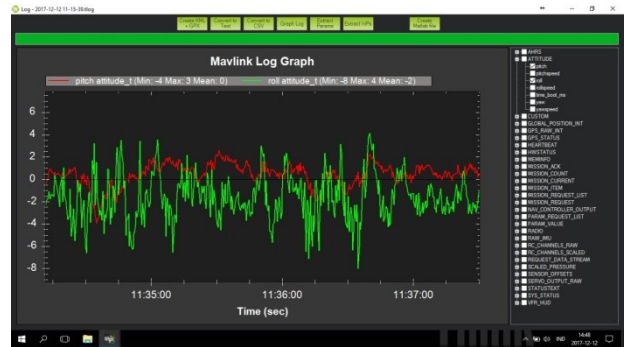 Log - 2017-12-12 11-15-39.tlog
Create KML + GPX
Convert to Text
Convert to CSV
Graph Log
Extract Params
Extract WPs
Create Matlab file
Mavlink Log Graph
pitch attitude_t (Min: -4 Max: 3 Mean: 0)
roll attitude_t (Min: -8 Max: 4 Mean: -2)
6
4
2
0
-2
-4
-6
-8
11:35:00
11:36:00
11:37:00
Time (sec)
AHRS
ATTITUDE
pitch
pitchspeed
roll
rollspeed
time_boot_ms
yaw
yawspeed
CUSTOM
GLOBAL_POSITION_INT
GPS_RAW_INT
GPS_STATUS
HEARTBEAT
HWSTATUS
MEMINFO
MISSION_ACK
MISSION_COUNT
MISSION_CURRENT
MISSION_ITEM
MISSION_REQUEST_LIST
MISSION_REQUEST
NAV_CONTROLLER_OUTPUT
PARAM_REQUEST_LIST
PARAM_VALUE
RADIO
RAW_IMU
RC_CHANNELS_RAW
RC_CHANNELS_SCALED
REQUEST_DATA_STREAM
SCALED_PRESSURE
SENSOR_OFFSETS
SERVO_OUTPUT_RAW
STATUSTEXT
SYS_STATUS
VFR_HUD
IND
14:48
2017-12-12